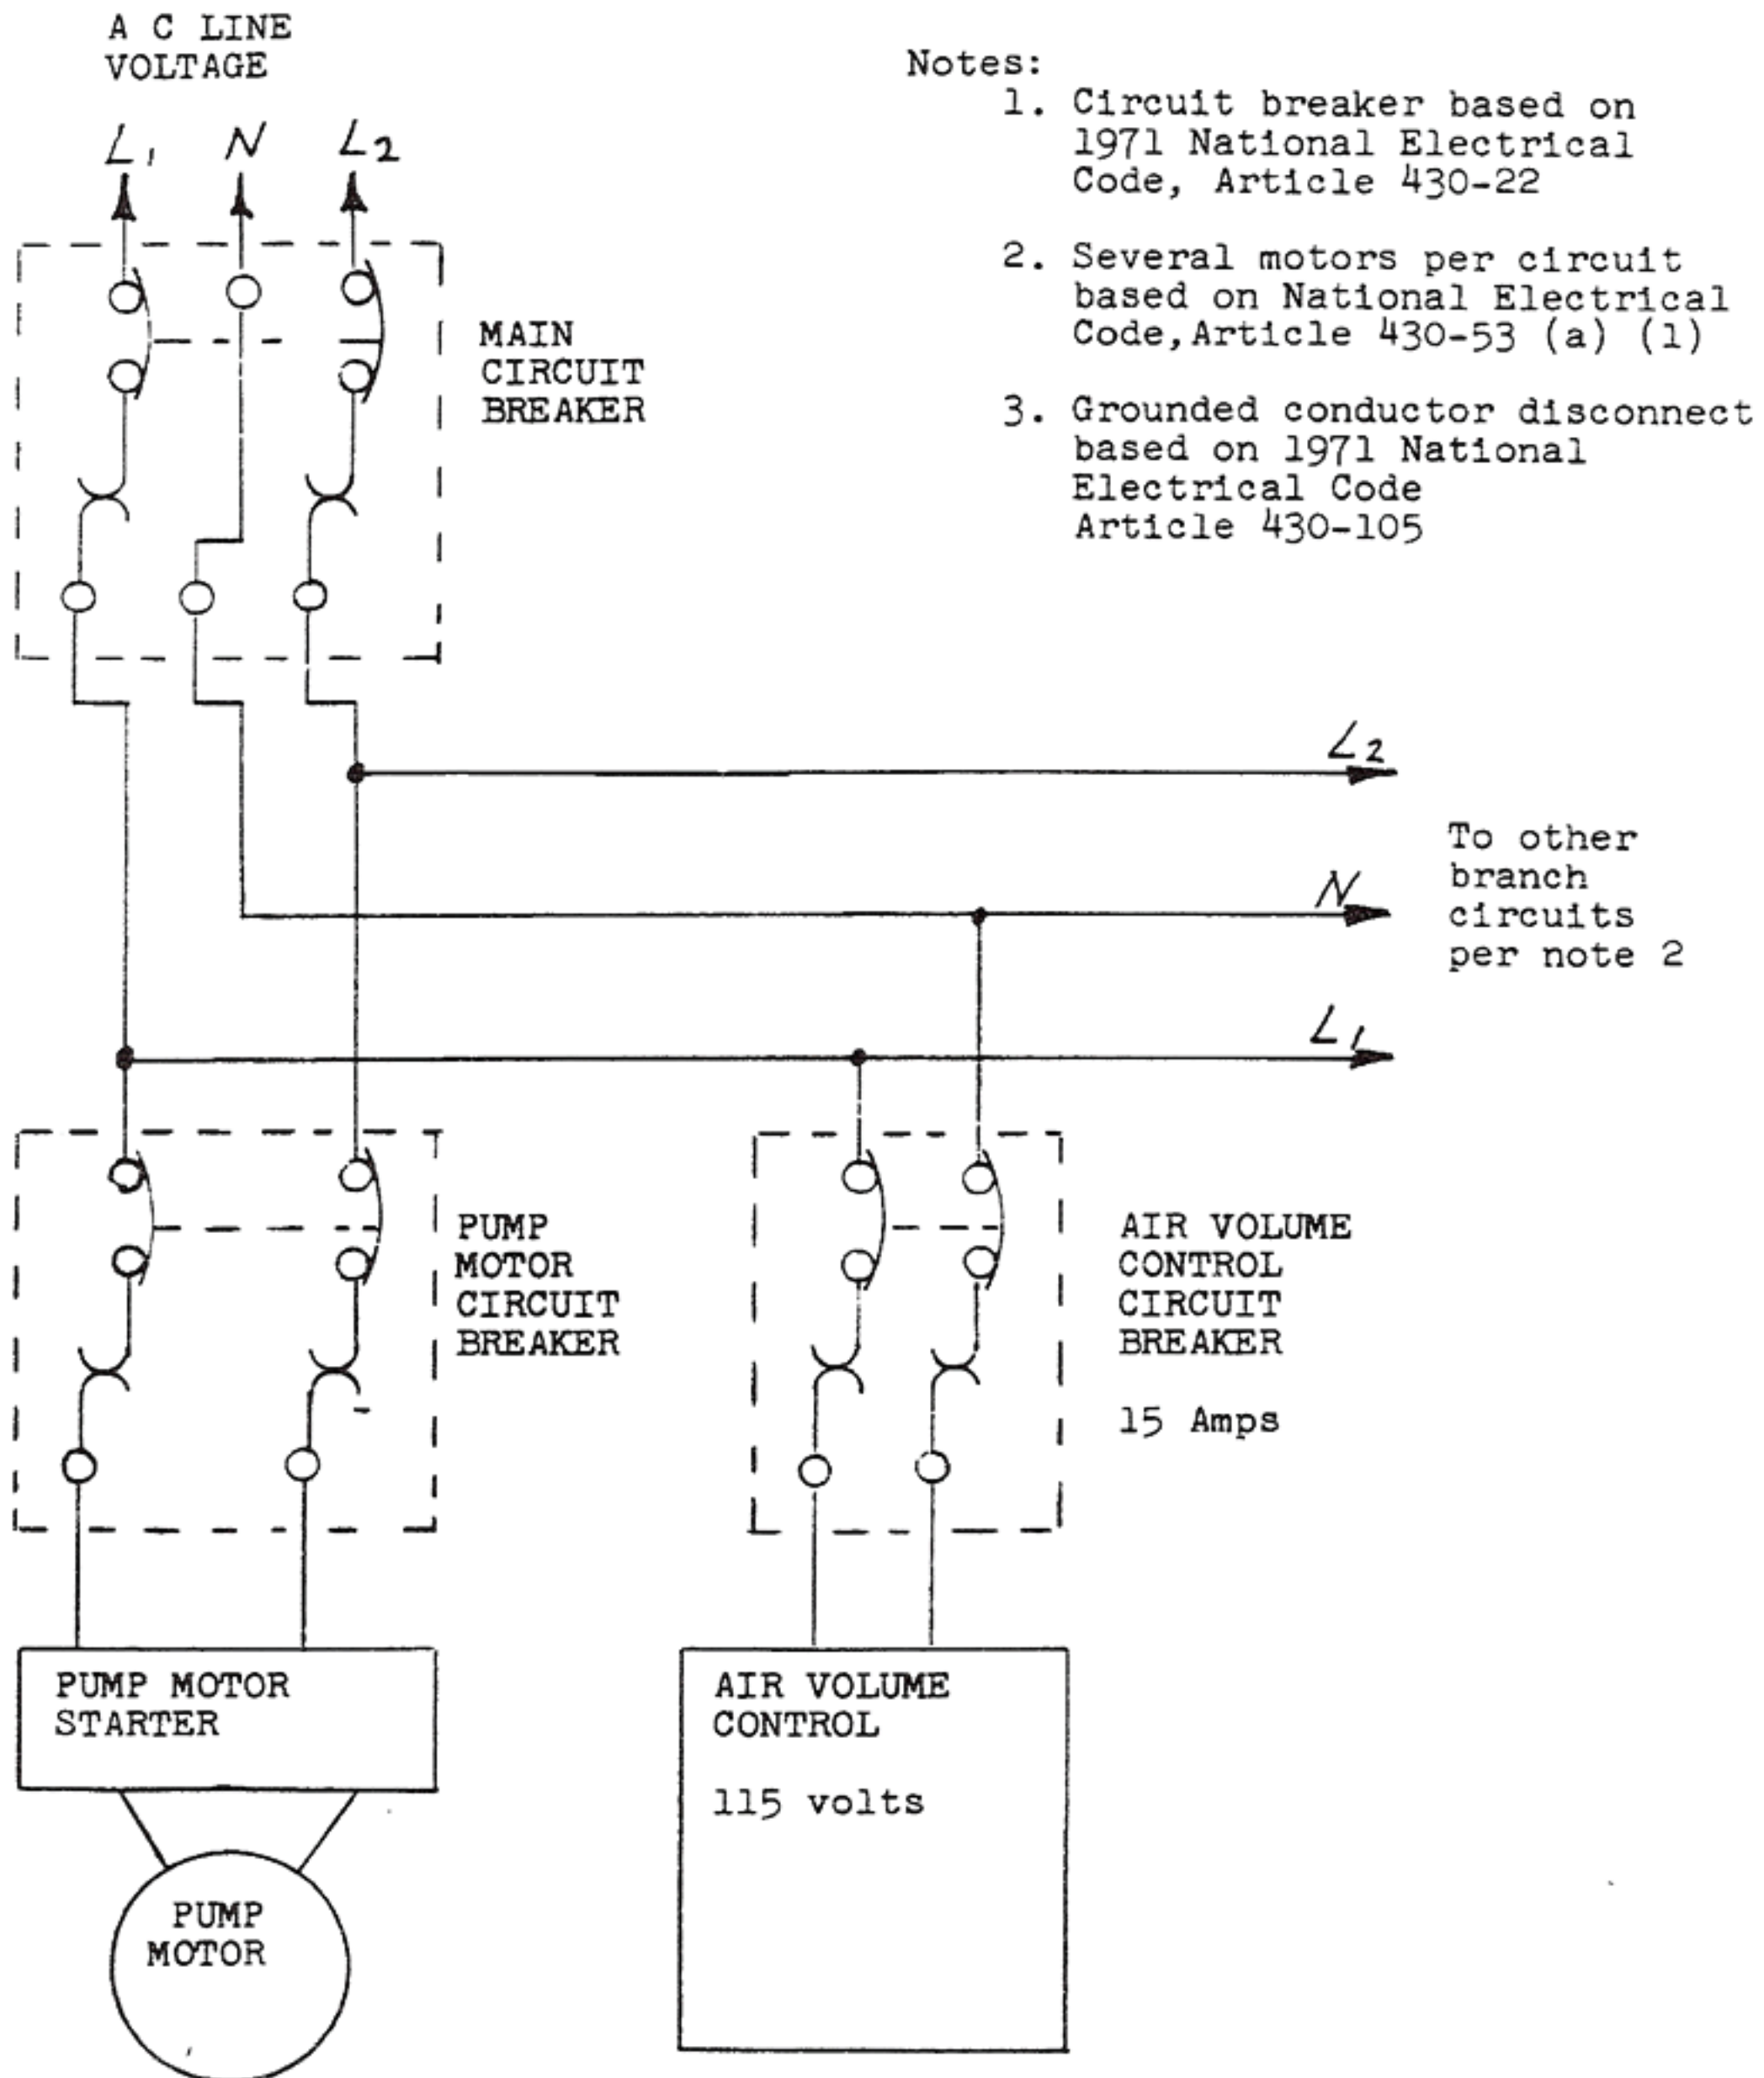 A C LINE
VOLTAGE
L1 N L2
Notes:
1. Circuit breaker based on
1971 National Electrical
Code, Article 430-22
2. Several motors per circuit
based on National Electrical
Code,Article 430-53 (a) (1)
3. Grounded conductor disconnect
based on 1971 National
Electrical Code
Article 430-105
MAIN
CIRCUIT
BREAKER
L2
N
L1
To other
branch
circuits
per note 2
PUMP
MOTOR
CIRCUIT
BREAKER
AIR VOLUME
CONTROL
CIRCUIT
BREAKER
15 Amps
PUMP MOTOR
STARTER
AIR VOLUME
CONTROL
115 volts
PUMP
MOTOR